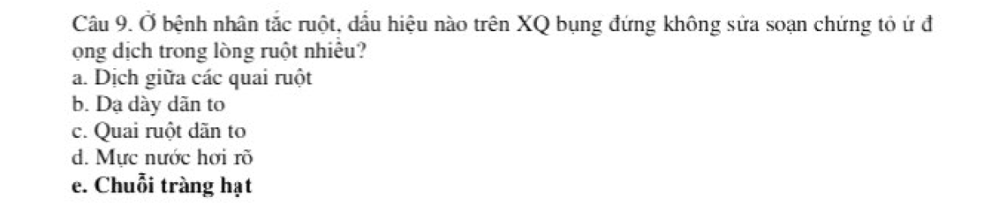 Câu 9. Ở bệnh nhân tắc ruột, dấu hiệu nào trên XQ bụng đứng không sửa soạn chứng tỏ ứ đ
ọng dịch trong lòng ruột nhiều?
a. Dịch giữa các quai ruột
b. Dạ dày dãn to
c. Quai ruột dãn to
d. Mực nước hơi rõ
e. Chuỗi tràng hạt